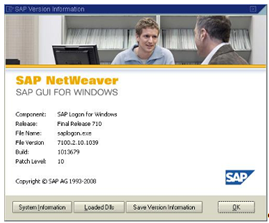 SAP Version Information
SAP NetWeaver
SAP GUI FOR WINDOWS
Component: SAP Logon for Windows
Release: Final Release 710
File Name: saplogon.exe
File Version 7100.2.10.1039
Build: 1013679
Patch Level: 10
Copyright © SAP AG 1993-2008
SAP
System Information Loaded Dlls Save Version Information OK